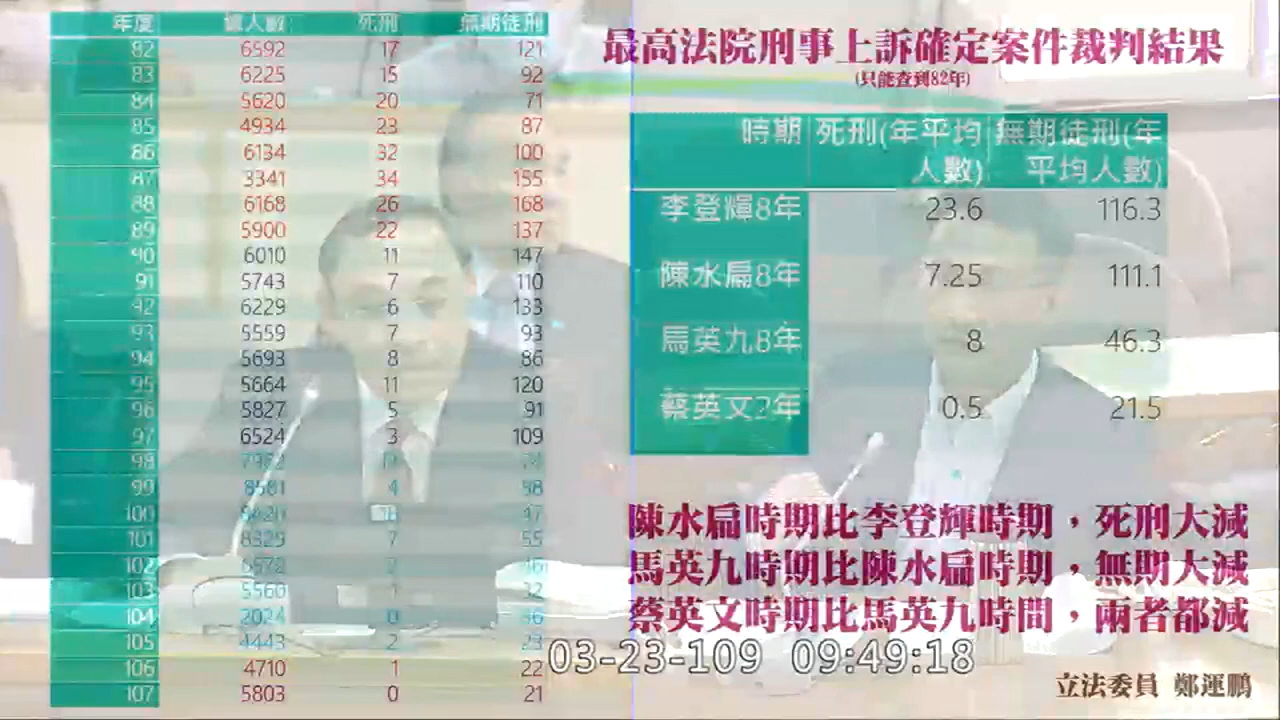 年度 總人數 死刑 無期徒刑
82 6592 17 121
83 6225 15 92
84 5620 20 71
85 4934 23 87
86 6134 32 100
87 3341 34 155
88 6168 26 168
89 5900 22 137
90 6010 11 147
91 5743 7 110
92 6229 6 133
93 5559 7 93
94 5693 8 86
95 5664 11 120
96 5827 5 91
97 6524 3 109
98
99 8581 4
100
101 8329 7 55
102
103 5560
104 2024 0
105 4443 2 23
106 4710 1 22
107 5803 0 21
最高法院刑事上訴確定案件裁判結果
(只能查到82年)
時期 死刑(年平均人數) 無期徒刑(年平均人數)
李登輝8年 23.6 116.3
陳水扁8年 7.25 111.1
馬英九8年 8 46.3
蔡英文2年 0.5 21.5
陳水扁時期比李登輝時期，死刑大減
馬英九時期比陳水扁時期，無期大減
蔡英文時期比馬英九時間，兩者都減
03-23-109 09:49:18
立法委員 鄭運鵬